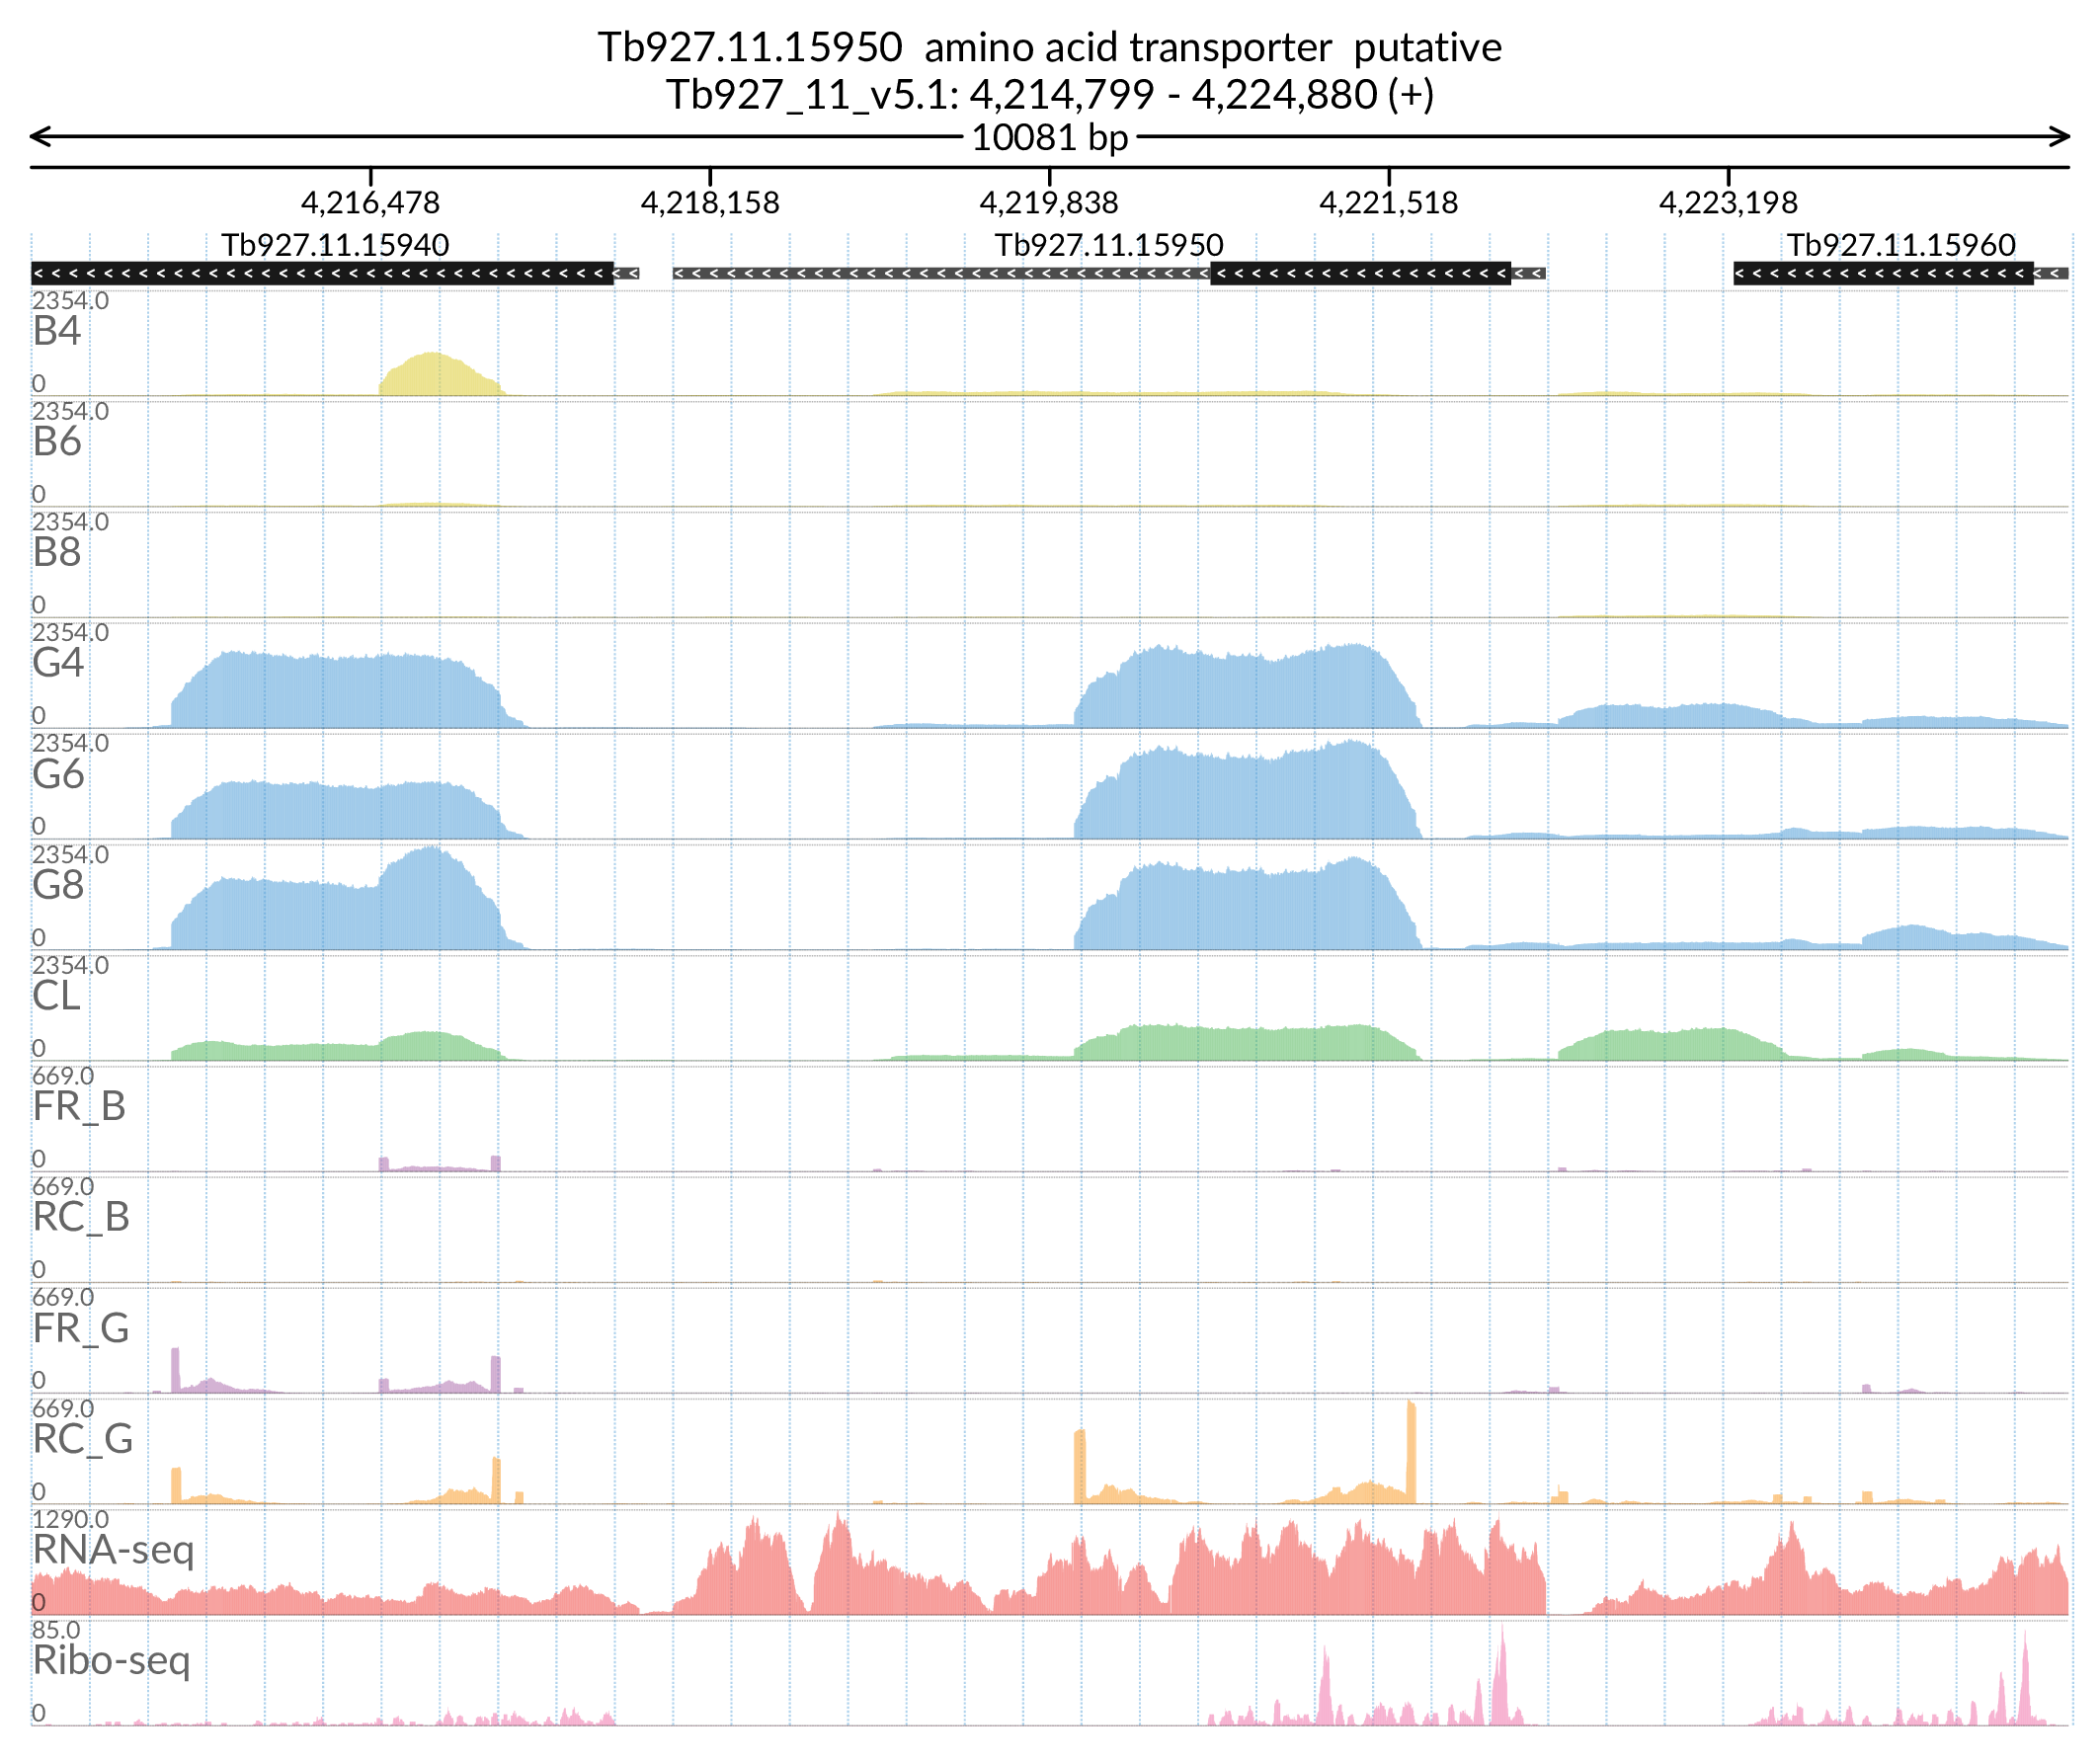 Tb927.11.15950 amino acid transporter putative
Tb927_11_v5.1: 4,214,799 - 4,224,880 (+)
10081 bp
4,216,478 4,218,158 4,219,838 4,221,518 4,223,198
Tb927.11.15940 Tb927.11.15950 Tb927.11.15960
2354.0
B4
0
2354.0
B6
0
2354.0
B8
0
2354.0
G4
0
2354.0
G6
0
2354.0
G8
0
2354.0
CL
0
669.0
FR_B
0
669.0
RC_B
0
669.0
FR_G
0
669.0
RC_G
0
1290.0
RNA-seq
0
85.0
Ribo-seq
0